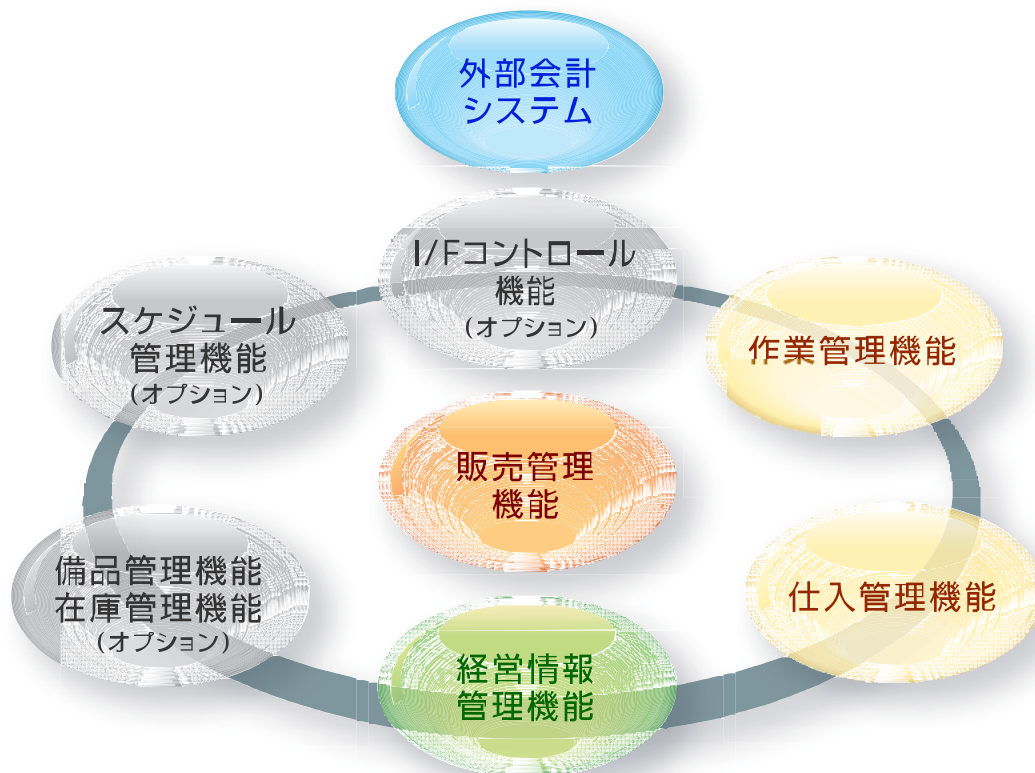 外部会計
システム
I/Fコントロール
機能
(オプション)
スケジュール
管理機能
(オプション)
作業管理機能
販売管理
機能
備品管理機能
在庫管理機能
(オプション)
仕入管理機能
経営情報
管理機能